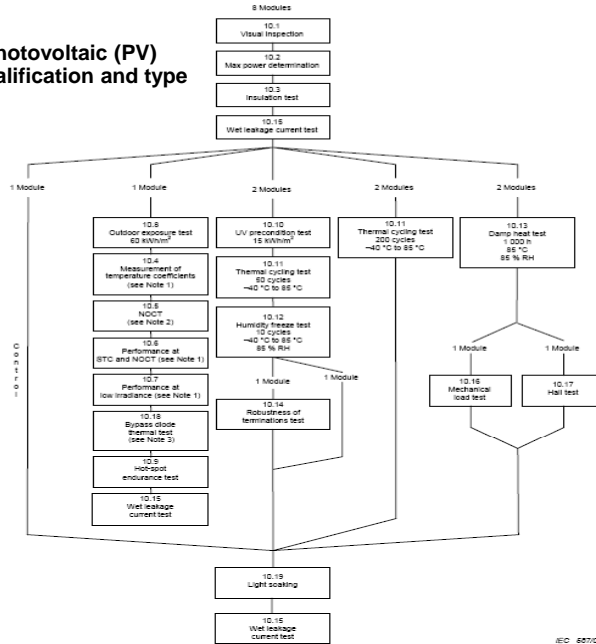 8 Modules
10.1
Visual inspection
hotovoltaic (PV)
alification and type
10.2
Max power determination
10.3
Insulation test
10.15
Wet leakage current test
1 Module
1 Module
2 Modules
2 Modules
2 Modules
Control
10.8
Outdoor exposure test
60 kWh/m²
10.4
Measurement of
temperature coefficients
(see Note 1)
10.5
NOCT
(see Note 2)
10.6
Performance at
STC and NOCT (see Note 1)
10.7
Performance at
low irradiance (see Note 1)
10.18
Bypass diode
thermal test
(see Note 3)
10.9
Hot-spot
endurance test
10.15
Wet leakage
current test
10.10
UV precondition test
15 kWh/m²
10.11
Thermal cycling test
50 cycles
−40 °C to 85 °C
10.12
Humidity freeze test
10 cycles
−40 °C to 85 °C
85 % RH
1 Module
1 Module
10.14
Robustness of
terminations test
10.11
Thermal cycling test
200 cycles
−40 °C to 85 °C
10.13
Damp heat test
1 000 h
85 °C
85 % RH
1 Module
1 Module
10.16
Mechanical
load test
10.17
Hail test
10.19
Light soaking
10.15
Wet leakage
current test
IEC